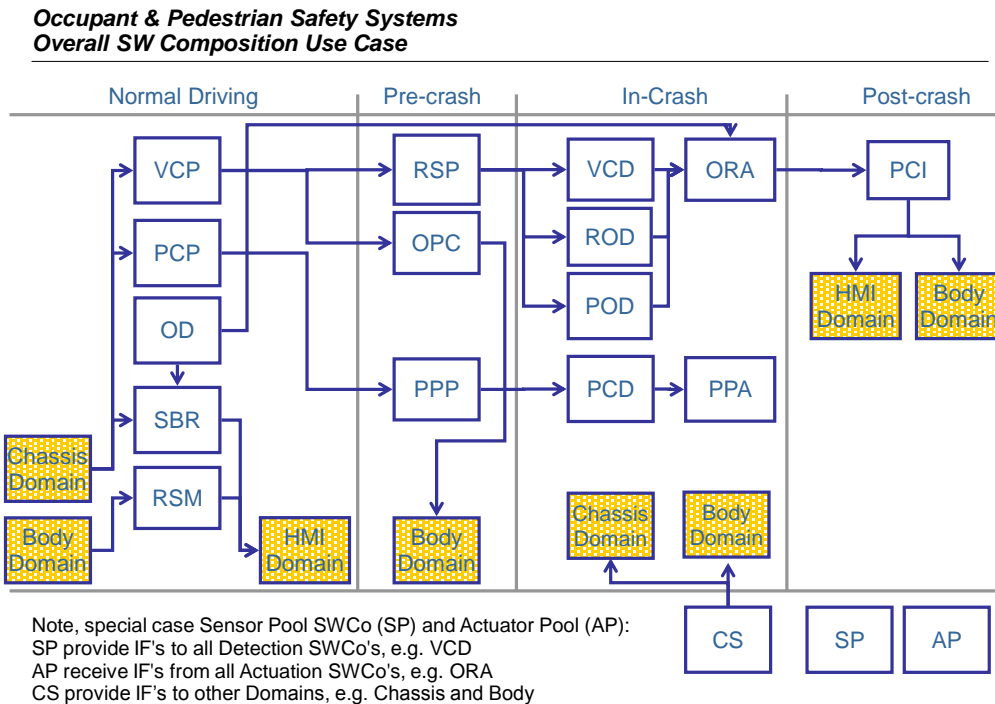 Occupant & Pedestrian Safety Systems
Overall SW Composition Use Case
Normal Driving
Pre-crash
In-Crash
Post-crash
VCP
RSP
VCD
ORA
PCI
PCP
OPC
ROD
HMI
Domain
Body
Domain
OD
POD
SBR
PPP
PCD
PPA
Chassis
Domain
RSM
Body
Domain
HMI
Domain
Body
Domain
Chassis
Domain
Body
Domain
CS
SP
AP
Note, special case Sensor Pool SWCo (SP) and Actuator Pool (AP):
SP provide IF's to all Detection SWCo's, e.g. VCD
AP receive IF's from all Actuation SWCo's, e.g. ORA
CS provide IF's to other Domains, e.g. Chassis and Body